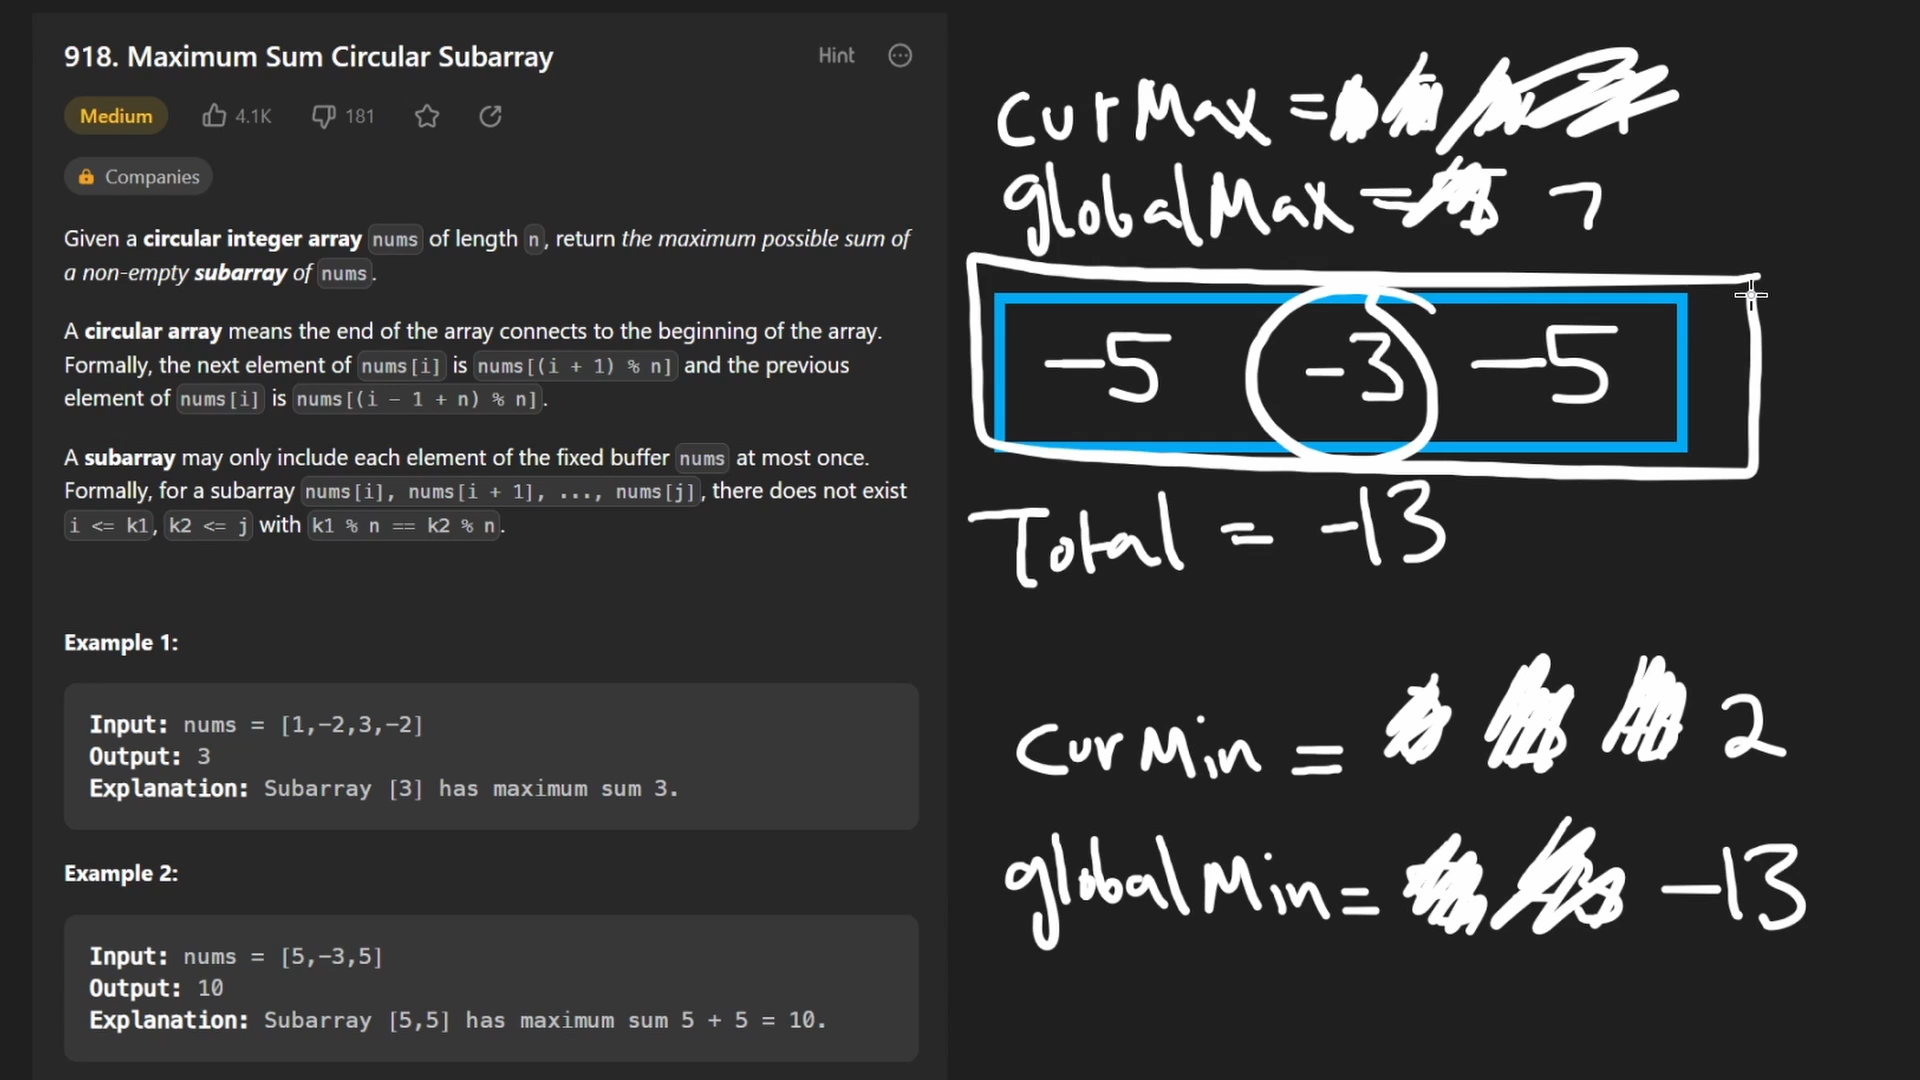 918. Maximum Sum Circular Subarray
Hint
Medium
4.1K
181
Companies
Given a circular integer array nums of length n, return the maximum possible sum of
a non-empty subarray of nums.
A circular array means the end of the array connects to the beginning of the array.
Formally, the next element of nums[i] is nums[(i + 1) % n] and the previous
element of nums[i] is nums[(i - 1 + n) % n].
A subarray may only include each element of the fixed buffer nums at most once.
Formally, for a subarray nums[i], nums[i + 1], ..., nums[j], there does not exist
i <= k1, k2 <= j with k1 % n == k2 % n.
Example 1:
Input: nums = [1,-2,3,-2]
Output: 3
Explanation: Subarray [3] has maximum sum 3.
Example 2:
Input: nums = [5,-3,5]
Output: 10
Explanation: Subarray [5,5] has maximum sum 5 + 5 = 10.
curMax =
globalMax = 7
-5 -3 -5
Total = -13
curMin = 2
globalMin = -13